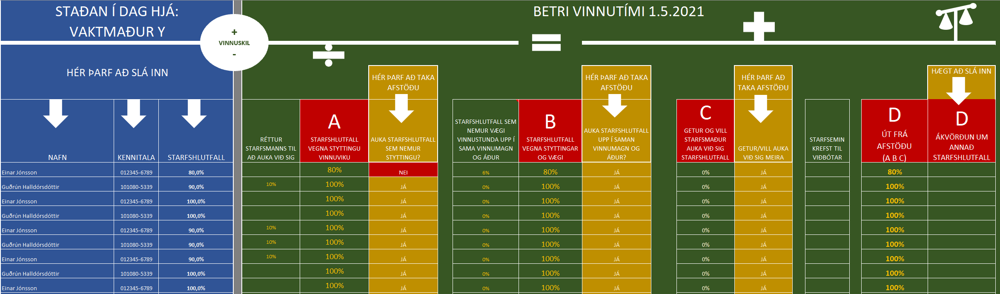 STAÐAN Í DAG HJÁ:
VAKTMAÐUR Y
+
VINNUSKIL
-
BETRI VINNUTÍMI 1.5.2021
HÉR ÞARF AÐ SLÁ INN
HÉR ÞARF AÐ TAKA
AFSTÖÐU
HÉR ÞARF AÐ TAKA
AFSTÖÐU
HÉR ÞARF AÐ
TAKA AFSTÖÐU
HÆGT AÐ SLÁ INN
NAFN
KENNITALA
STARFSHLUTFALL
RÉTTUR
STARFSMANNS TIL
AÐ AUKA VIÐ SIG
A
STARFSHLUTFALL
VEGNA STYTTINGU
VINNUVIKU
AUKA STARFSHLUTFALL
SEM NEMUR
STYTTINGU?
STARFSHLUTFALL SEM
NEMUR VÆGI
VINNUSTUNDA UPP Í
SAMA VINNUMAGN
OG ÁÐUR
B
STARFSHLUTFALL
VEGNA STYTTINGAR
OG VÆGI
AUKA STARFSHLUTFALL
UPP Í SAMAN
VINNUMAGN OG
ÁÐUR?
C
GETUR OG VILL
STARFSMAÐUR
AUKA VIÐ SIG
STARFSHLUTFALL
GETUR/VILL AUKA
VIÐ SIG MEIRA
STARFSEMIN
KREFST TIL
VIÐBÓTAR
D
ÚT FRÁ
AFSTÖÐU
(A B C)
D
ÁKVÖRÐUN UM
ANNAÐ
STARFSHLUTFALL
Einar Jónsson 012345-6789 80,0% 80% NEI 6% 80% JÁ 0% JÁ 80%
Guðrún Halldórsdóttir 101080-5339 90,0% 10% 100% JÁ 0% 100% JÁ 0% JÁ 100%
Einar Jónsson 012345-6789 100,0% 100% JÁ 0% 100% JÁ 0% JÁ 100%
Guðrún Halldórsdóttir 101080-5339 100,0% 100% JÁ 0% 100% JÁ 0% JÁ 100%
Einar Jónsson 012345-6789 90,0% 10% 100% JÁ 0% 100% JÁ 0% JÁ 100%
Guðrún Halldórsdóttir 101080-5339 90,0% 10% 100% JÁ 0% 100% JÁ 0% JÁ 100%
Einar Jónsson 012345-6789 90,0% 10% 100% JÁ 0% 100% JÁ 0% JÁ 100%
Guðrún Halldórsdóttir 101080-5339 100,0% 100% JÁ 0% 100% JÁ 0% JÁ 100%
Einar Jónsson 012345-6789 100,0% 100% JÁ 0% 100% JÁ 0% JÁ 100%